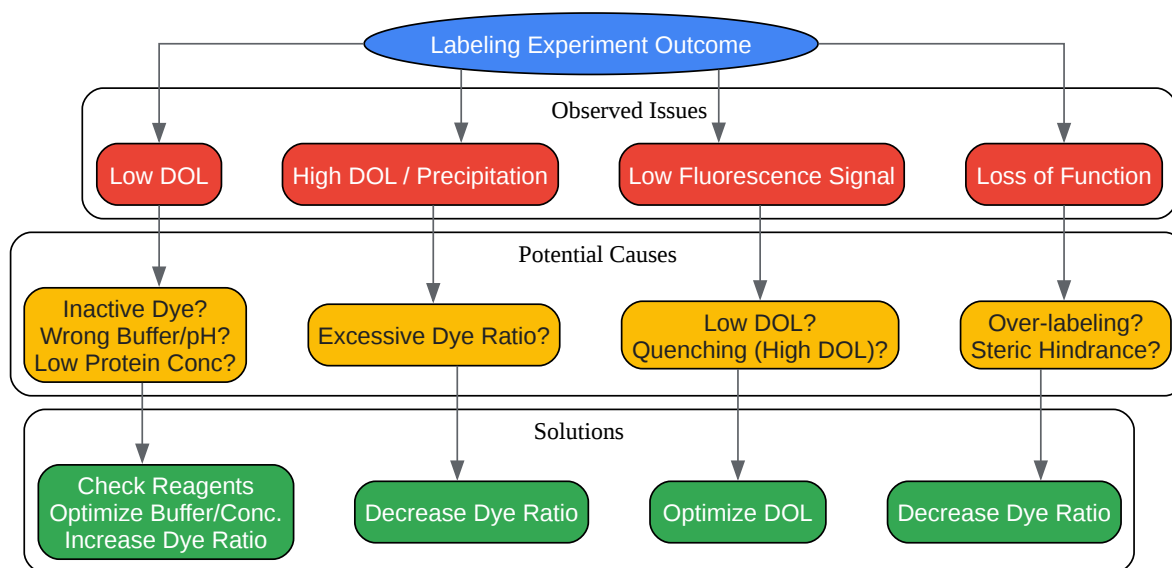 Labeling Experiment Outcome
Observed Issues
Low DOL
High DOL / Precipitation
Low Fluorescence Signal
Loss of Function
Potential Causes
Inactive Dye?
Wrong Buffer/pH?
Low Protein Conc?
Excessive Dye Ratio?
Low DOL?
Quenching (High DOL)?
Over-labeling?
Steric Hindrance?
Solutions
Check Reagents
Optimize Buffer/Conc.
Increase Dye Ratio
Decrease Dye Ratio
Optimize DOL
Decrease Dye Ratio